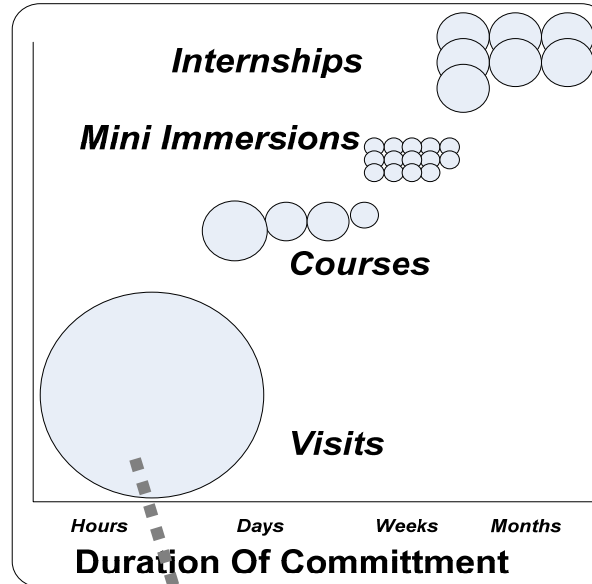 Internships
Mini Immersions
Courses
Visits
Hours Days Weeks Months
Duration Of Committment